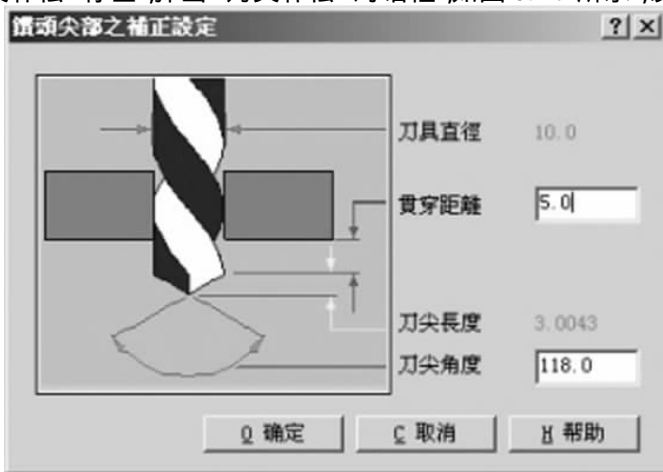 鑽頭尖部之補正設定
刀具直徑 10.0
貫穿距離 5.0
刀尖長度 3.0043
刀尖角度 118.0
O 确定 C 取消 H 帮助